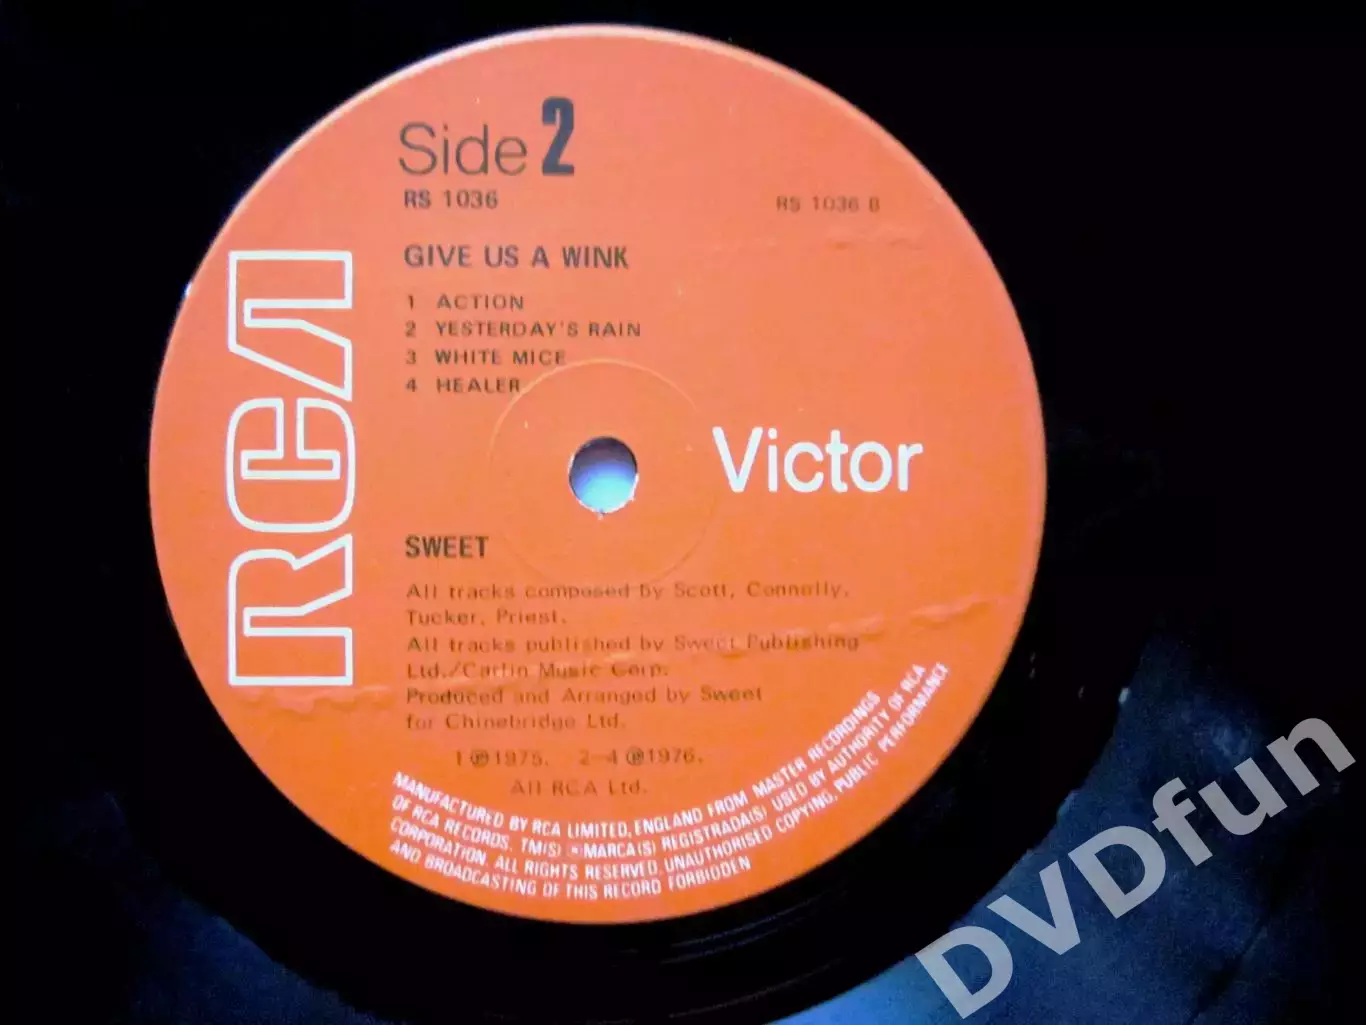 Side 2
RS 1036
RS 1036 B
GIVE US A WINK
1 ACTION
2 YESTERDAY'S RAIN
3 WHITE MICE
4 HEALER
RCA
Victor
SWEET
All tracks composed by Scott, Connolly,
Tucker, Priest.
All tracks published by Sweet Publishing
Ltd./Carlin Music Corp.
Produced and Arranged by Sweet
for Chinebridge Ltd.
1 ℗ 1975. 2–4 ℗ 1976.
All RCA Ltd.
MANUFACTURED BY RCA LIMITED, ENGLAND FROM MASTER RECORDINGS
OF RCA RECORDS. TM(S) ® MARCA(S) REGISTRADA(S) USED BY AUTHORITY OF RCA
CORPORATION. ALL RIGHTS RESERVED. UNAUTHORISED COPYING, PUBLIC PERFORMANCE
AND BROADCASTING OF THIS RECORD FORBIDDEN
DVDfun